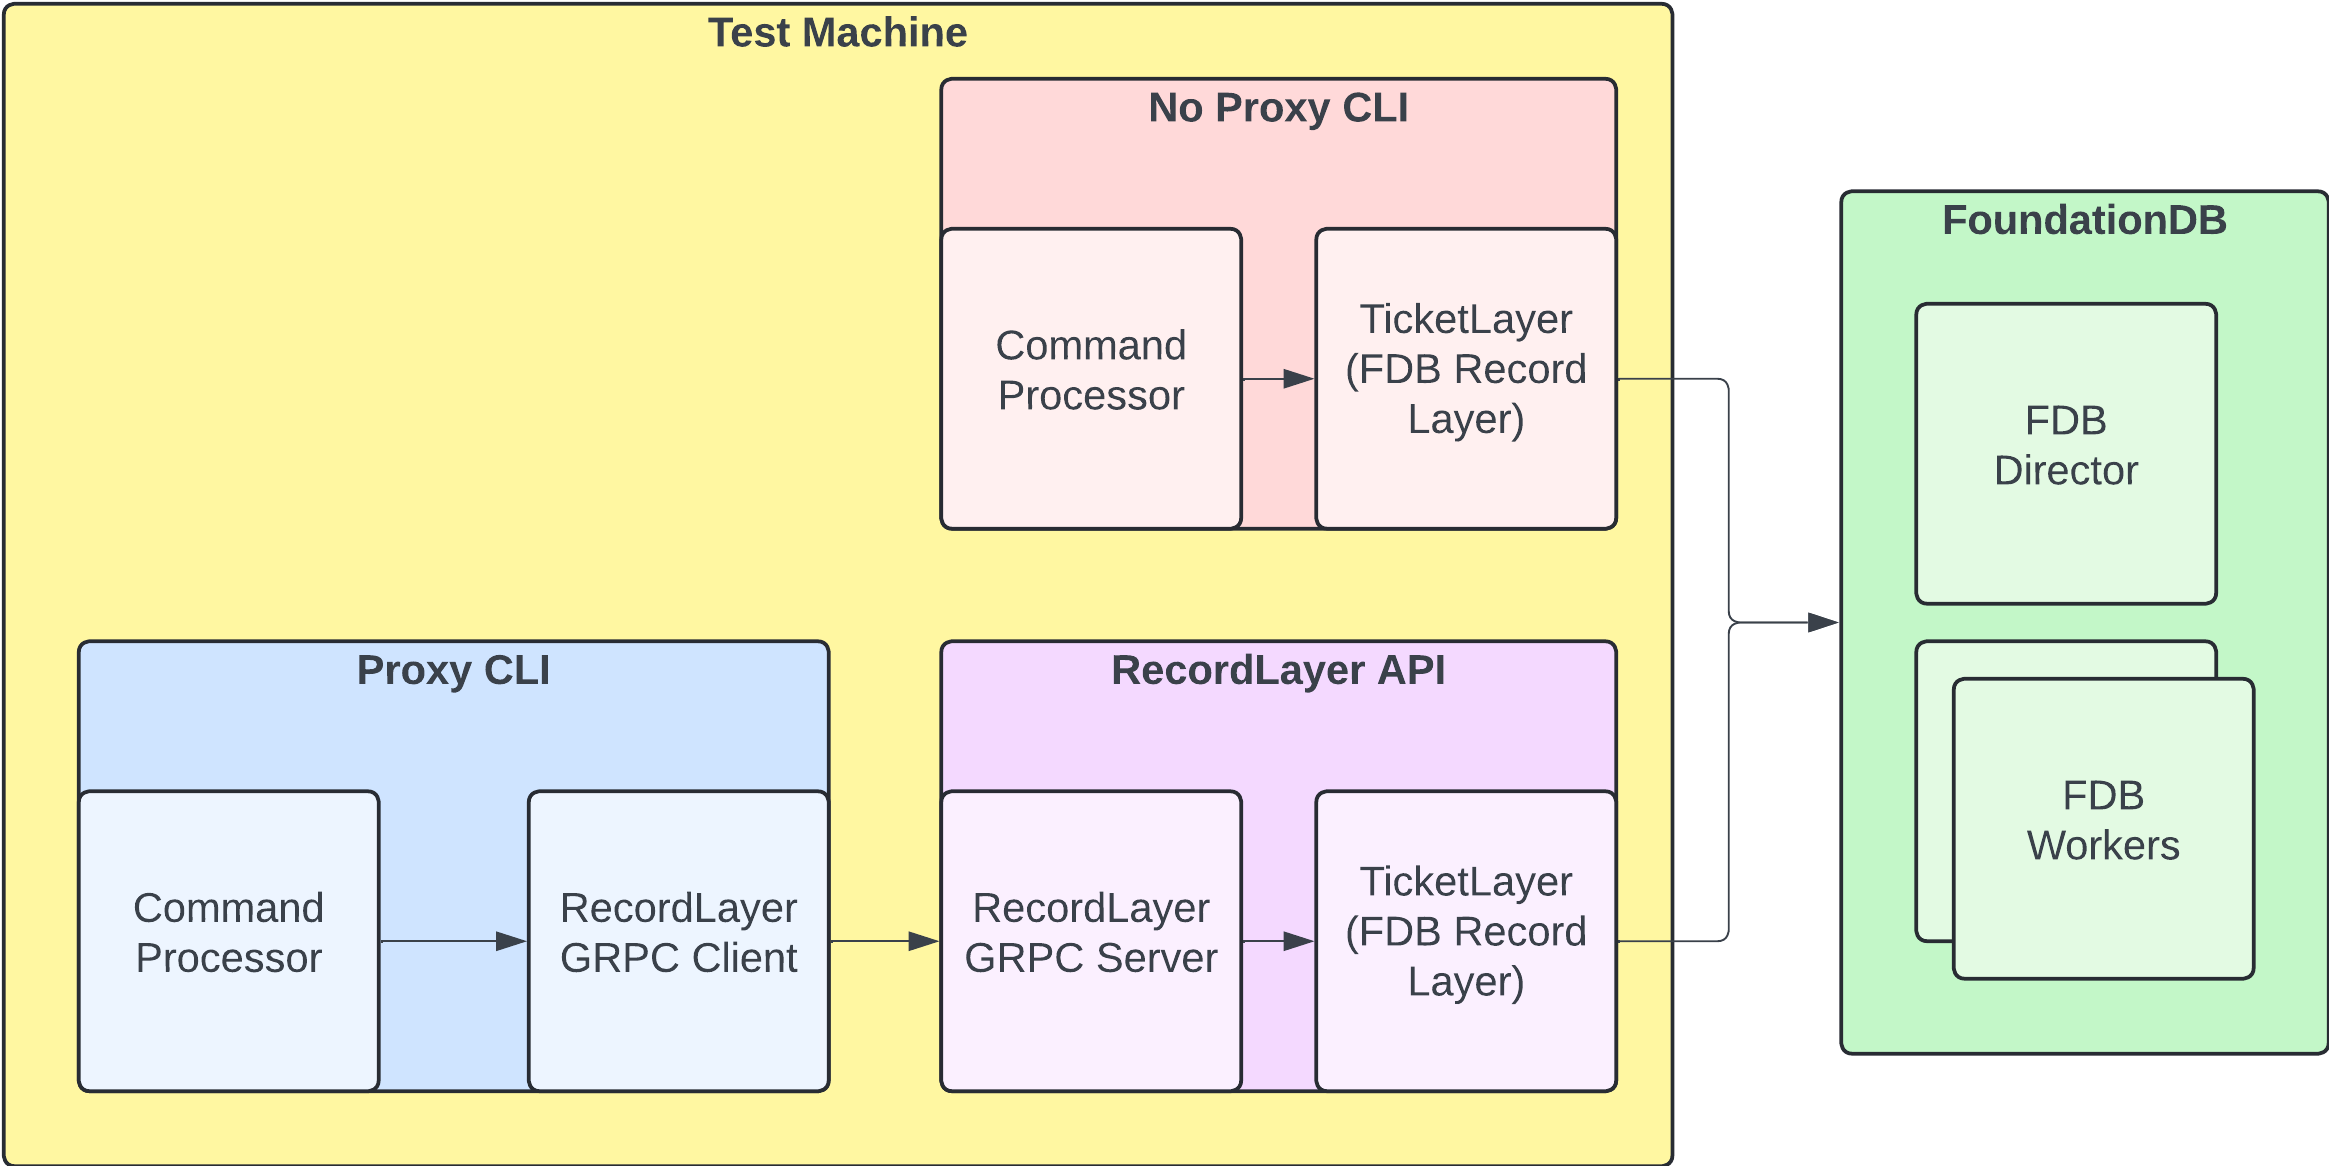 Test Machine
No Proxy CLI
Command
Processor
TicketLayer
(FDB Record
Layer)
FoundationDB
FDB
Director
FDB
Workers
Proxy CLI
Command
Processor
RecordLayer
GRPC Client
RecordLayer API
RecordLayer
GRPC Server
TicketLayer
(FDB Record
Layer)